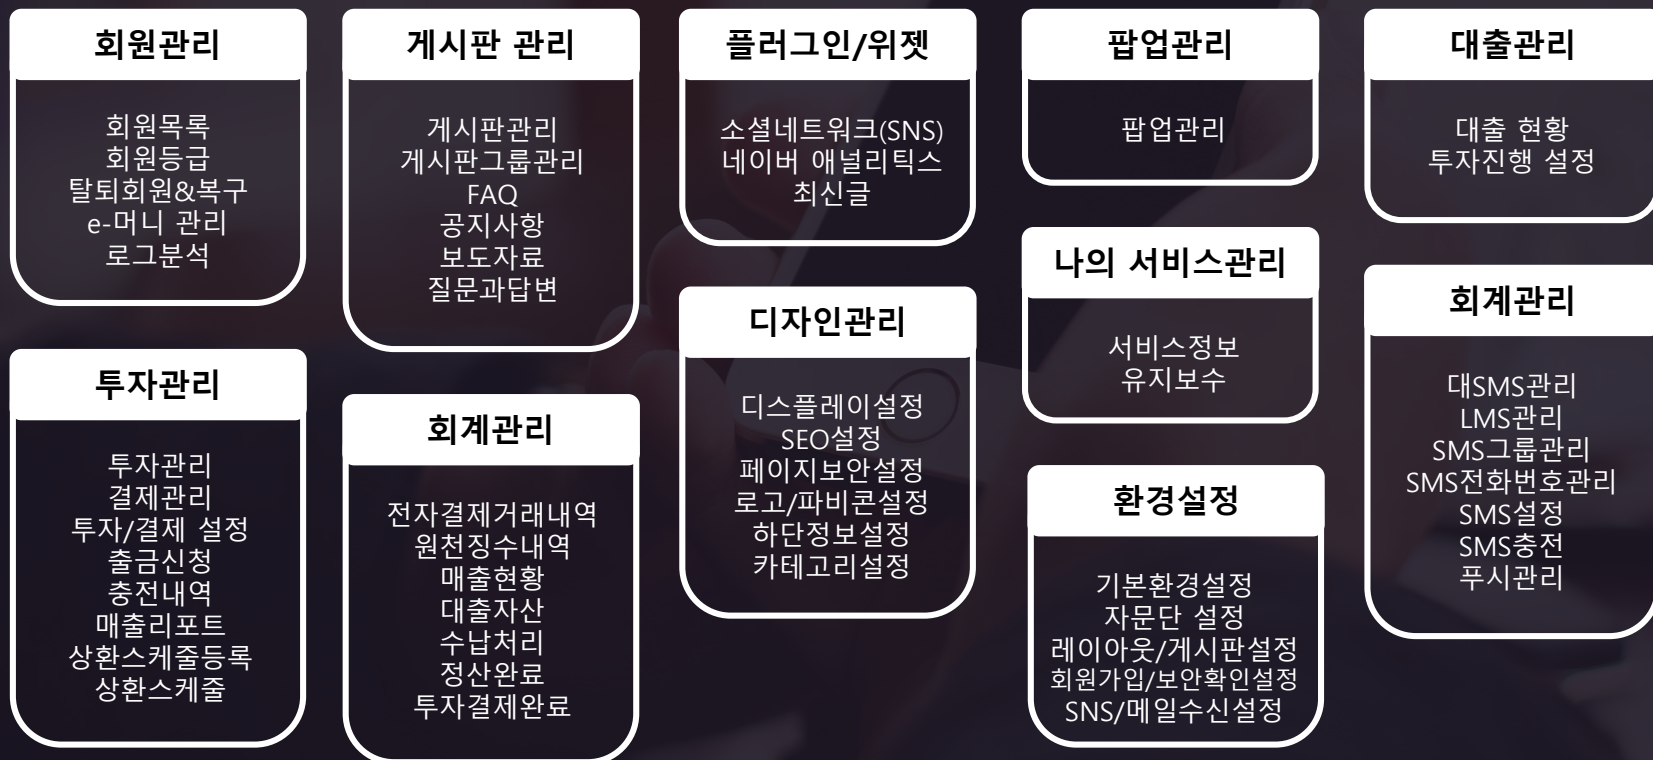 회원관리
회원목록
회원등급
탈퇴회원&복구
e-머니 관리
로그분석
투자관리
투자관리
결제관리
투자/결제 설정
출금신청
충전내역
매출리포트
상환스케줄등록
상환스케줄
게시판 관리
게시판관리
게시판그룹관리
FAQ
공지사항
보도자료
질문과답변
회계관리
전자결제거래내역
원천징수내역
매출현황
대출자산
수납처리
정산완료
투자결제완료
플러그인/위젯
소셜네트워크(SNS)
네이버 애널리틱스
최신글
디자인관리
디스플레이설정
SEO설정
페이지보안설정
로고/파비콘설정
하단정보설정
카테고리설정
팝업관리
팝업관리
나의 서비스관리
서비스정보
유지보수
환경설정
기본환경설정
자문단 설정
레이아웃/게시판설정
회원가입/보안확인설정
SNS/메일수신설정
대출관리
대출 현황
투자진행 설정
회계관리
대SMS관리
LMS관리
SMS그룹관리
SMS전화번호관리
SMS설정
SMS충전
푸시관리